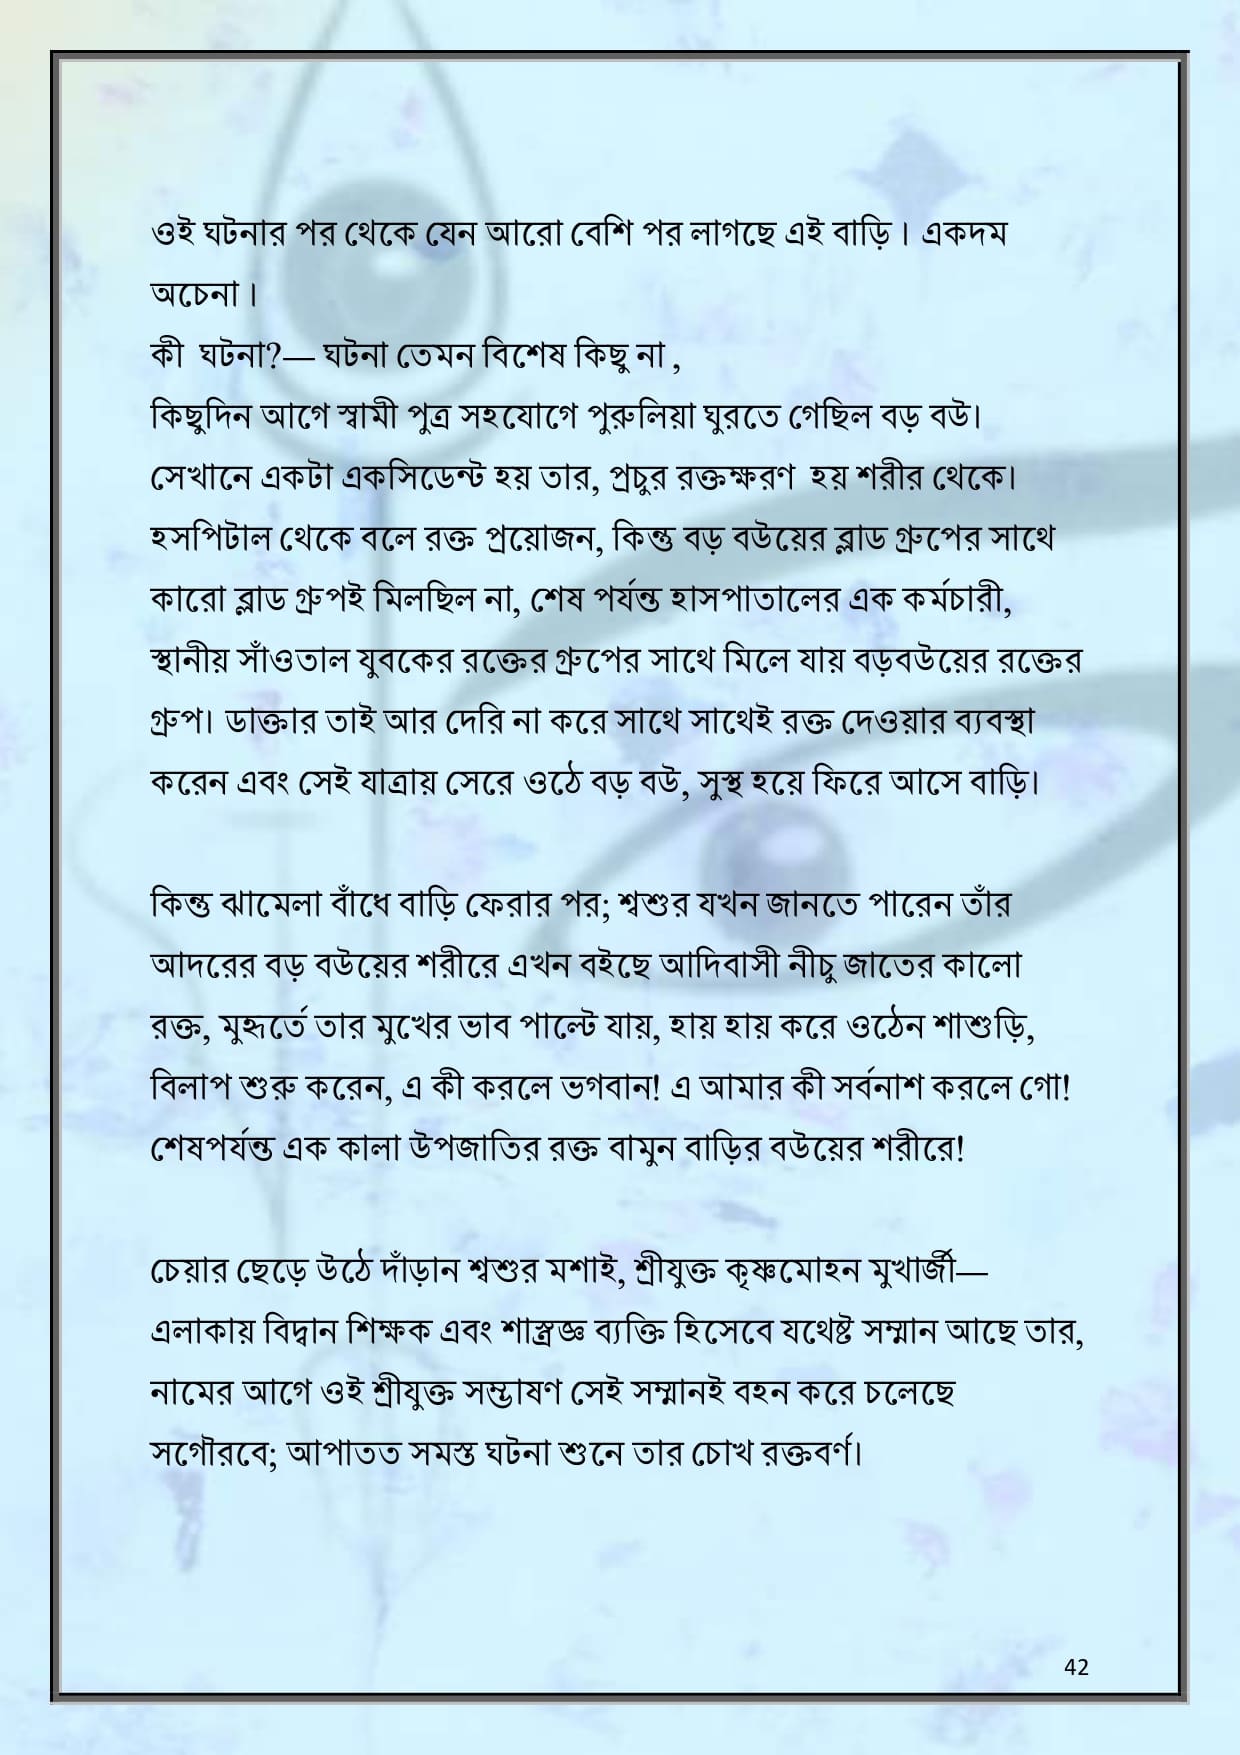 ওই ঘটনার পর থেকে যেন আরো বেশি পর লাগছে এই বাড়ি। একদম
অচেনা।
কী ঘটনা?— ঘটনা তেমন বিশেষ কিছু না ,
কিছুদিন আগে স্বামী পুত্র সহযোগে পুরুলিয়া ঘুরতে গেছিল বড় বউ।
সেখানে একটা একসিডেন্ট হয় তার, প্রচুর রক্তক্ষরণ হয় শরীর থেকে।
হসপিটাল থেকে বলে রক্ত প্রয়োজন, কিন্তু বড় বউয়ের ব্লাড গ্রুপের সাথে
কারো ব্লাড গ্রুপই মিলছিল না, শেষ পর্যন্ত হাসপাতালের এক কর্মচারী,
স্থানীয় সাঁওতাল যুবকের রক্তের গ্রুপের সাথে মিলে যায় বড়বউয়ের রক্তের
গ্রুপ। ডাক্তার তাই আর দেরি না করে সাথে সাথেই রক্ত দেওয়ার ব্যবস্থা
করেন এবং সেই যাত্রায় সেরে ওঠে বড় বউ, সুস্থ হয়ে ফিরে আসে বাড়ি।
কিন্তু ঝামেলা বাঁধে বাড়ি ফেরার পর; শ্বশুর যখন জানতে পারেন তাঁর
আদরের বড় বউয়ের শরীরে এখন বইছে আদিবাসী নীচু জাতের কালো
রক্ত, মুহূর্তে তার মুখের ভাব পাল্টে যায়, হায় হায় করে ওঠেন শাশুড়ি,
বিলাপ শুরু করেন, এ কী করলে ভগবান! এ আমার কী সর্বনাশ করলে গো!
শেষপর্যন্ত এক কালা উপজাতির রক্ত বামুন বাড়ির বউয়ের শরীরে!
চেয়ার ছেড়ে উঠে দাঁড়ান শ্বশুর মশাই, শ্রীযুক্ত কৃষ্ণমোহন মুখার্জী—
এলাকায় বিদ্বান শিক্ষক এবং শাস্ত্রজ্ঞ ব্যক্তি হিসেবে যথেষ্ট সম্মান আছে তার,
নামের আগে ওই শ্রীযুক্ত সম্ভাষণ সেই সম্মানই বহন করে চলেছে
সগৌরবে; আপাতত সমস্ত ঘটনা শুনে তার চোখ রক্তবর্ণ।
42